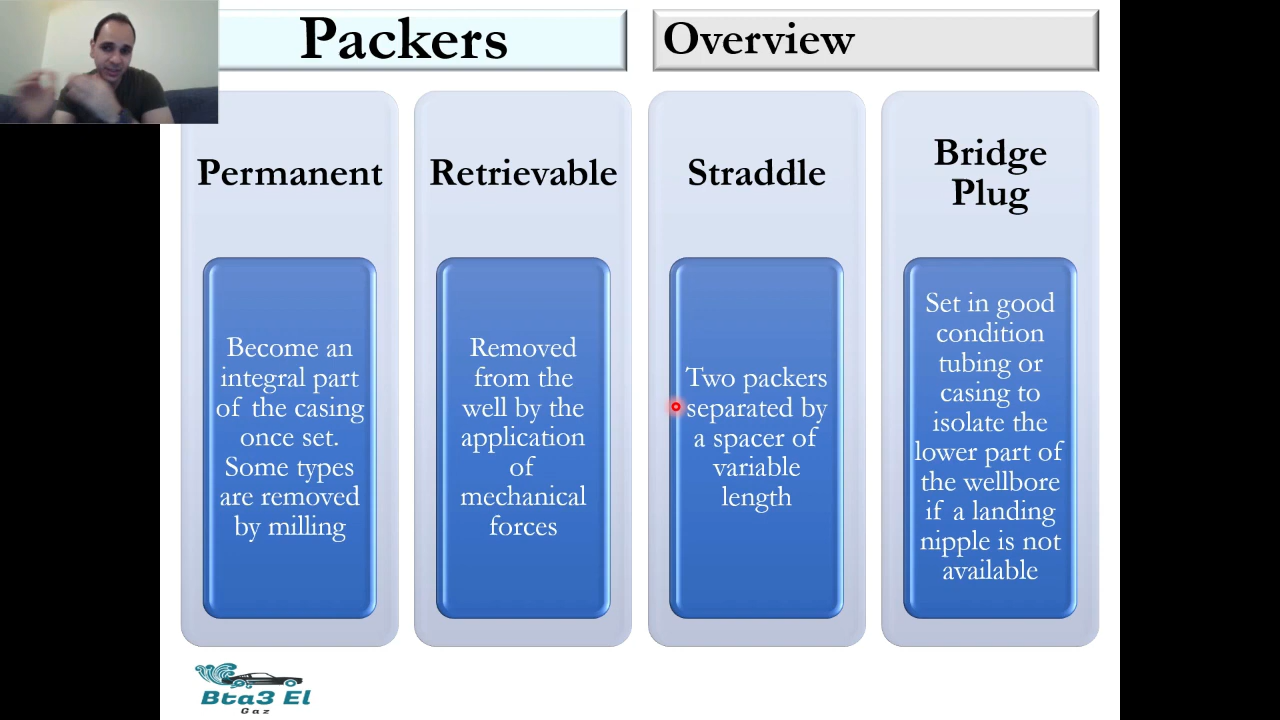 Packers
Overview
Permanent
Become an
integral part
of the casing
once set.
Some types
are removed
by milling
Retrievable
Removed
from the
well by the
application
of
mechanical
forces
Straddle
Two packers
separated by
a spacer of
variable
length
Bridge
Plug
Set in good
condition
tubing or
casing to
isolate the
lower part of
the wellbore
if a landing
nipple is not
available
Bta3 El
Gaz